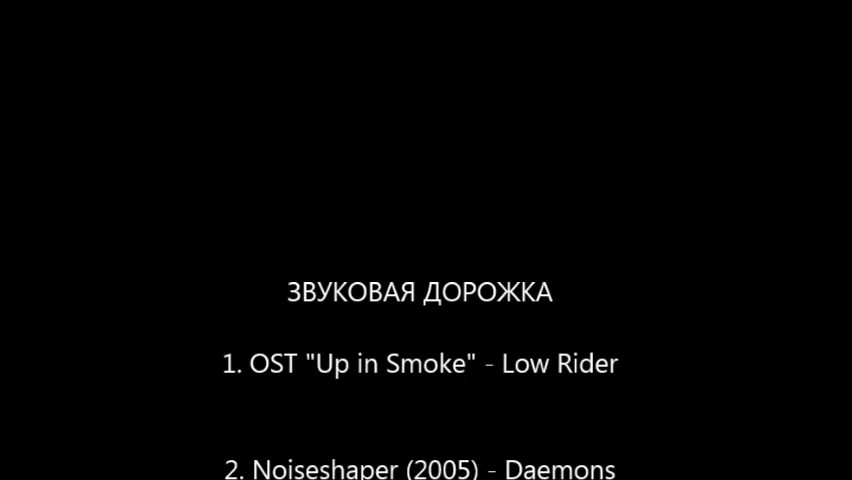 ЗВУКОВАЯ ДОРОЖКА
1. OST "Up in Smoke" - Low Rider
2. Noiseshaper (2005) - Daemons